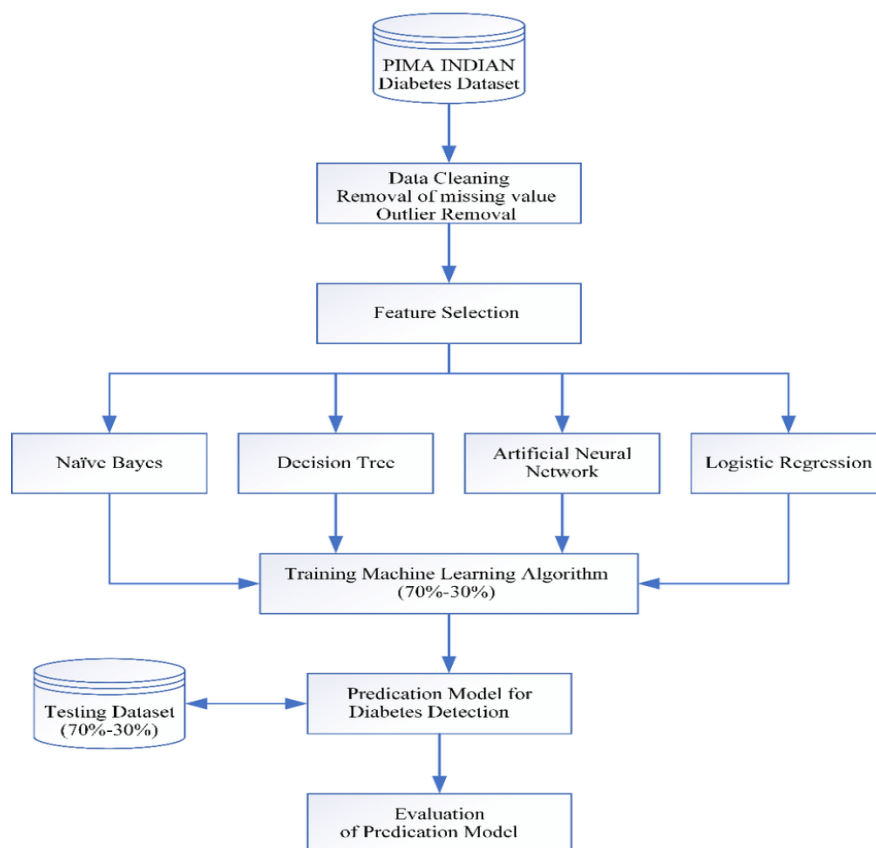 PIMA INDIAN
Diabetes Dataset
Data Cleaning
Removal of missing value
Outlier Removal
Feature Selection
Naïve Bayes
Decision Tree
Artificial Neural
Network
Logistic Regression
Training Machine Learning Algorithm
(70%-30%)
Testing Dataset
(70%-30%)
Predication Model for
Diabetes Detection
Evaluation
of Predication Model